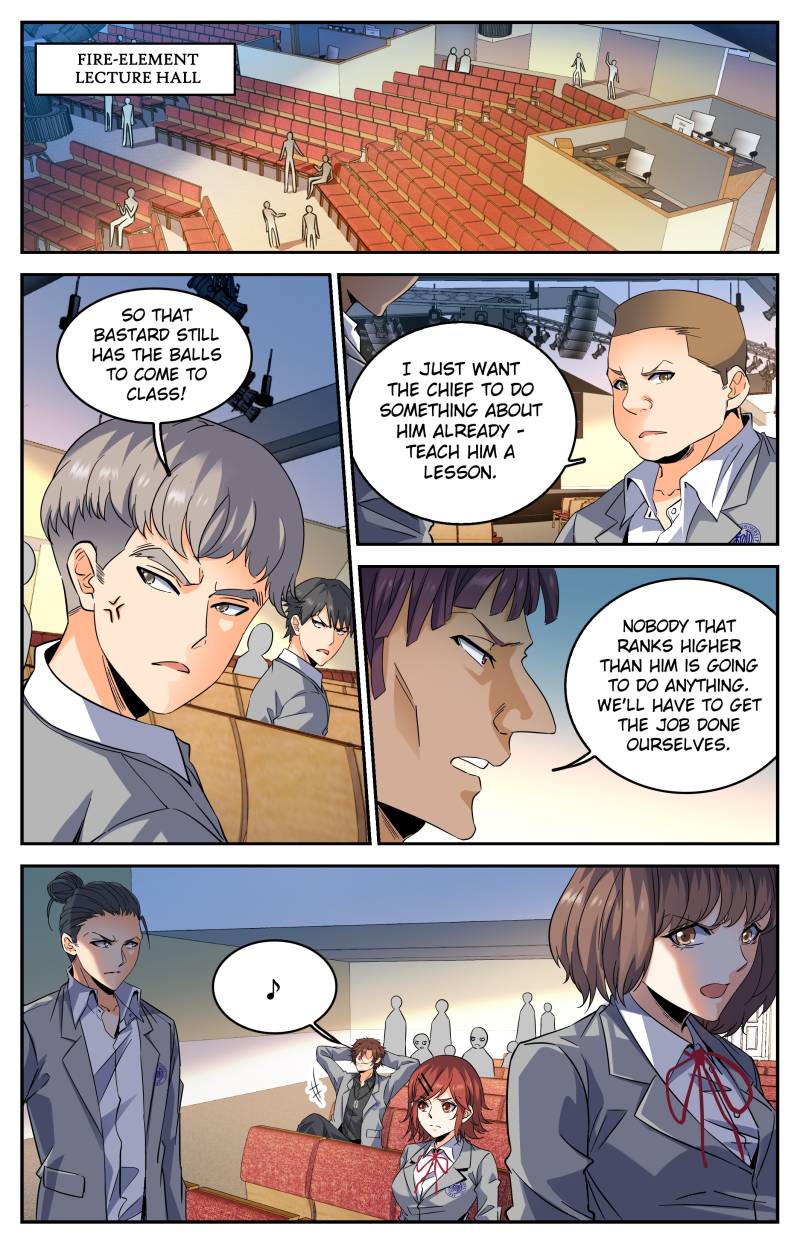 FIRE-ELEMENT
LECTURE HALL
SO THAT
BASTARD STILL
HAS THE BALLS
TO COME TO
CLASS!
I JUST WANT
THE CHIEF TO DO
SOMETHING ABOUT
HIM ALREADY -
TEACH HIM A
LESSON.
NOBODY THAT
RANKS HIGHER
THAN HIM IS GOING
TO DO ANYTHING.
WE'LL HAVE TO GET
THE JOB DONE
OURSELVES.
♪